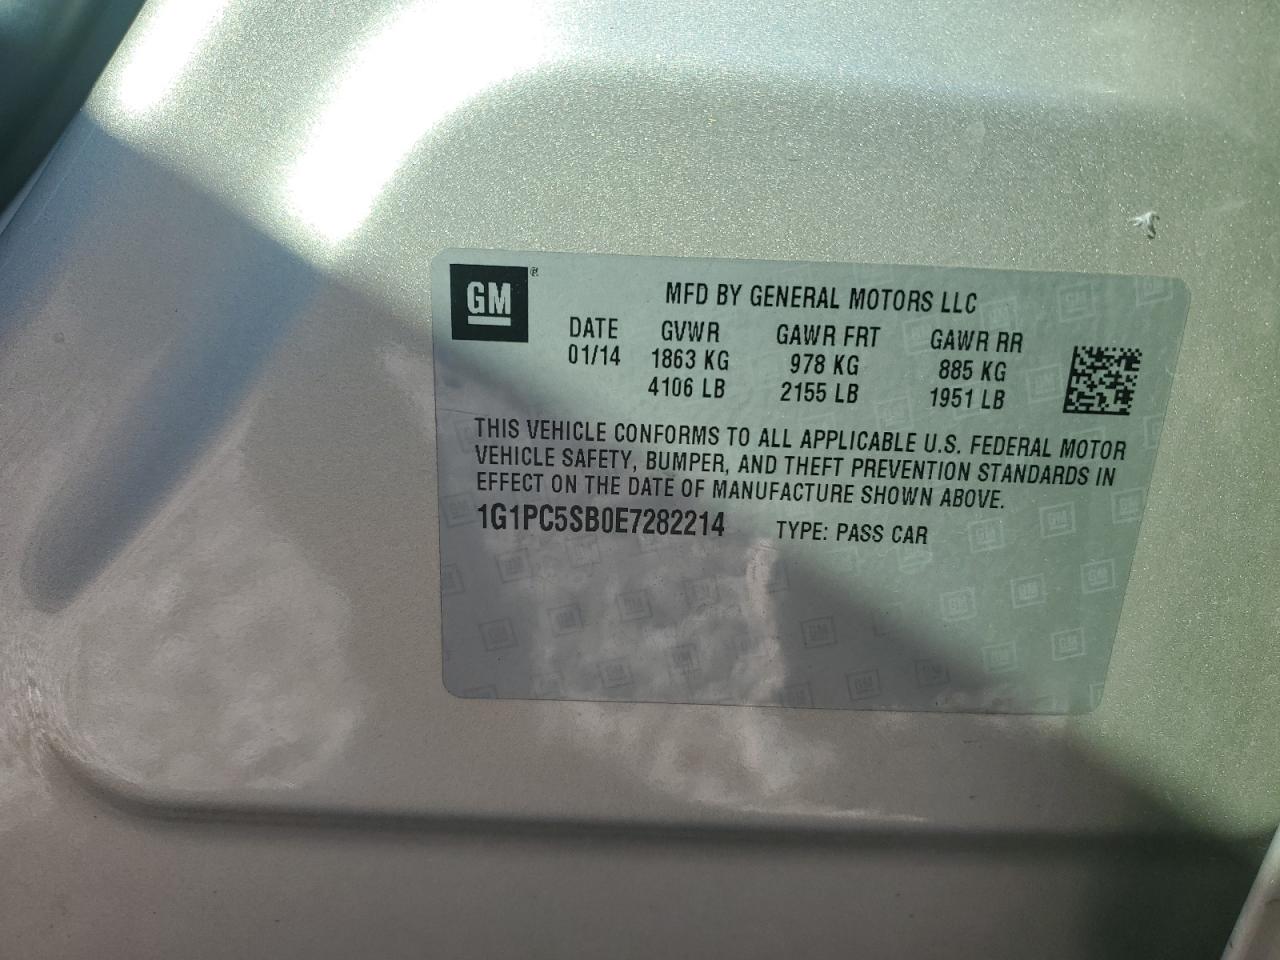 GM®
MFD BY GENERAL MOTORS LLC
DATE GVWR GAWR FRT GAWR RR
01/14 1863 KG 978 KG 885 KG
4106 LB 2155 LB 1951 LB
THIS VEHICLE CONFORMS TO ALL APPLICABLE U.S. FEDERAL MOTOR
VEHICLE SAFETY, BUMPER, AND THEFT PREVENTION STANDARDS IN
EFFECT ON THE DATE OF MANUFACTURE SHOWN ABOVE.
1G1PC5SB0E7282214 TYPE: PASS CAR